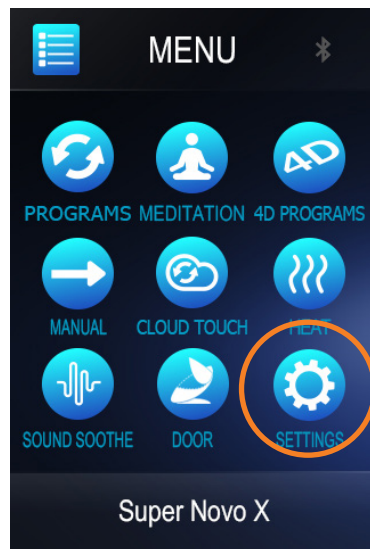 MENU
PROGRAMS MEDITATION 4D PROGRAMS
MANUAL CLOUD TOUCH HEAT
SOUND SOOTHE DOOR SETTINGS
Super Novo X